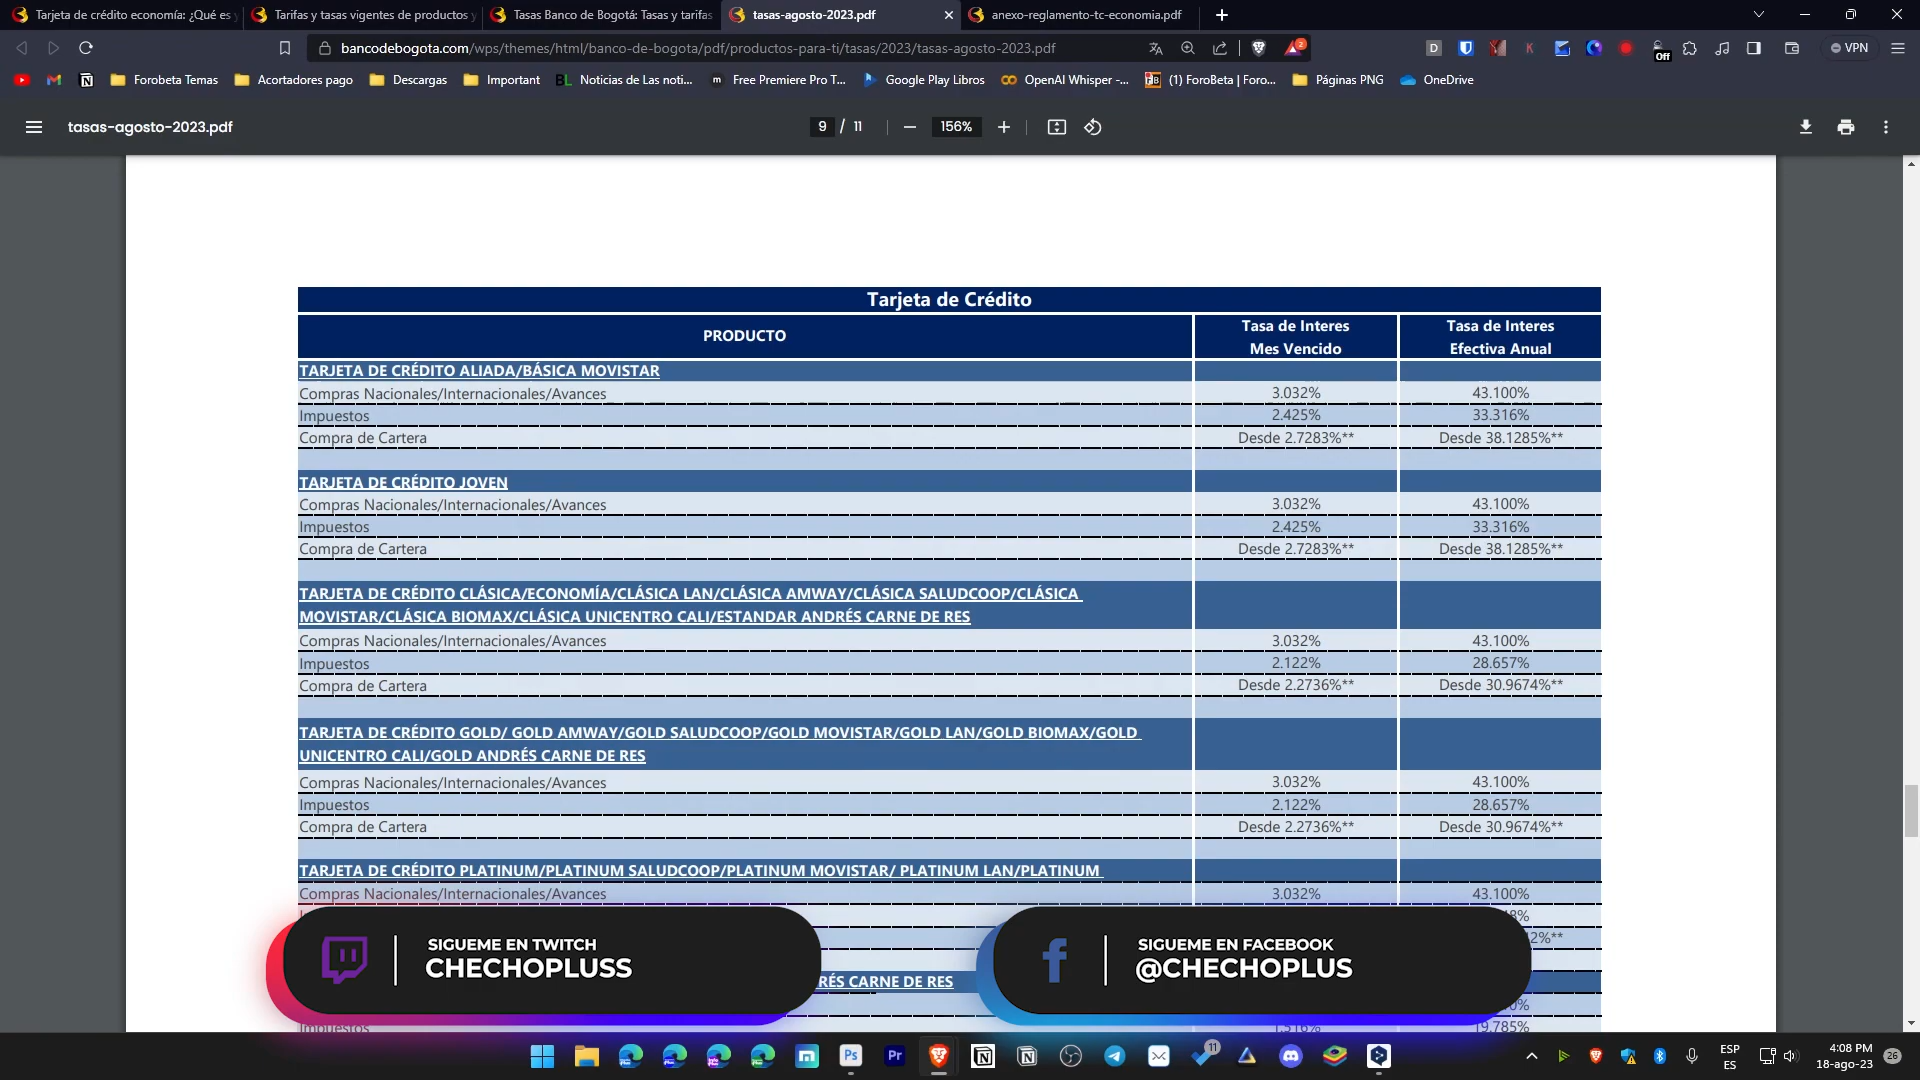 Tarjeta de crédito economía: ¿Qué es y
Tarifas y tasas vigentes de productos y
Tasas Banco de Bogotá: Tasas y tarifas
tasas-agosto-2023.pdf
anexo-reglamento-tc-economia.pdf
bancodebogota.com/wps/themes/html/banco-de-bogota/pdf/productos-para-ti/tasas/2023/tasas-agosto-2023.pdf
2
D
K
Off
VPN
Forobeta Temas
Acortadores pago
Descargas
Important
BL Noticias de Las noti...
m Free Premiere Pro T...
Google Play Libros
OpenAI Whisper -...
(1) ForoBeta | Foro...
Páginas PNG
OneDrive
tasas-agosto-2023.pdf
9 / 11
156%
Tarjeta de Crédito
PRODUCTO
Tasa de Interes Mes Vencido
Tasa de Interes Efectiva Anual
TARJETA DE CRÉDITO ALIADA/BÁSICA MOVISTAR
Compras Nacionales/Internacionales/Avances 3.032% 43.100%
Impuestos 2.425% 33.316%
Compra de Cartera Desde 2.7283%** Desde 38.1285%**
TARJETA DE CRÉDITO JOVEN
Compras Nacionales/Internacionales/Avances 3.032% 43.100%
Impuestos 2.425% 33.316%
Compra de Cartera Desde 2.7283%** Desde 38.1285%**
TARJETA DE CRÉDITO CLÁSICA/ECONOMÍA/CLÁSICA LAN/CLÁSICA AMWAY/CLÁSICA SALUDCOOP/CLÁSICA
MOVISTAR/CLÁSICA BIOMAX/CLÁSICA UNICENTRO CALI/ESTANDAR ANDRÉS CARNE DE RES
Compras Nacionales/Internacionales/Avances 3.032% 43.100%
Impuestos 2.122% 28.657%
Compra de Cartera Desde 2.2736%** Desde 30.9674%**
TARJETA DE CRÉDITO GOLD/ GOLD AMWAY/GOLD SALUDCOOP/GOLD MOVISTAR/GOLD LAN/GOLD BIOMAX/GOLD
UNICENTRO CALI/GOLD ANDRÉS CARNE DE RES
Compras Nacionales/Internacionales/Avances 3.032% 43.100%
Impuestos 2.122% 28.657%
Compra de Cartera Desde 2.2736%** Desde 30.9674%**
TARJETA DE CRÉDITO PLATINUM/PLATINUM SALUDCOOP/PLATINUM MOVISTAR/ PLATINUM LAN/PLATINUM
Compras Nacionales/Internacionales/Avances 3.032% 43.100%
SIGUEME EN TWITCH
CHECHOPLUSS
SIGUEME EN FACEBOOK
@CHECHOPLUS
CARNE DE RES
Impuestos 1.516% 19.785%
Ps
Pr
11
ESP
ES
4:08 PM
18-ago-23
26